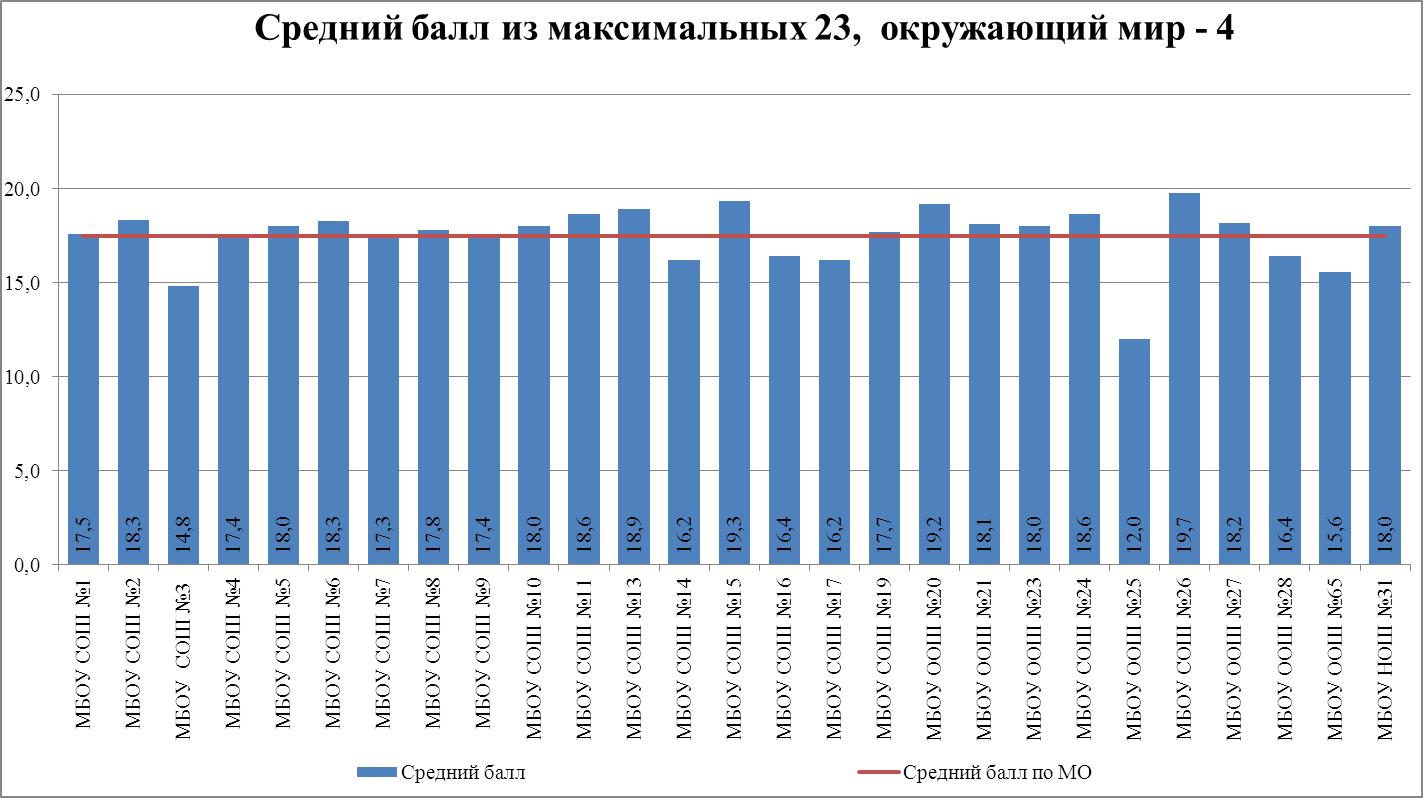 Средний балл из максимальных 23,  окружающий мир - 4
25,0
20,0
15,0
10,0
5,0
0,0
17,5
18,3
14,8
17,4
18,0
18,3
17,3
17,8
17,4
18,0
18,6
18,9
16,2
19,3
16,4
16,2
17,7
19,2
18,1
18,0
18,6
12,0
19,7
18,2
16,4
15,6
18,0
МБОУ СОШ №1
МБОУ СОШ №2
МБОУ  СОШ №3
МБОУ СОШ №4
МБОУ СОШ №5
МБОУ СОШ №6
МБОУ СОШ №7
МБОУ СОШ №8
МБОУ СОШ №9
МБОУ СОШ №10
МБОУ СОШ №11
МБОУ СОШ №13
МБОУ СОШ №14
МБОУ СОШ №15
МБОУ СОШ №16
МБОУ СОШ №17
МБОУ СОШ №19
МБОУ ООШ №20
МБОУ ООШ №21
МБОУ ООШ №23
МБОУ СОШ №24
МБОУ ООШ №25
МБОУ СОШ №26
МБОУ ООШ №27
МБОУ ООШ №28
МБОУ ООШ №65
МБОУ НОШ №31
Средний балл
Средний балл по МО